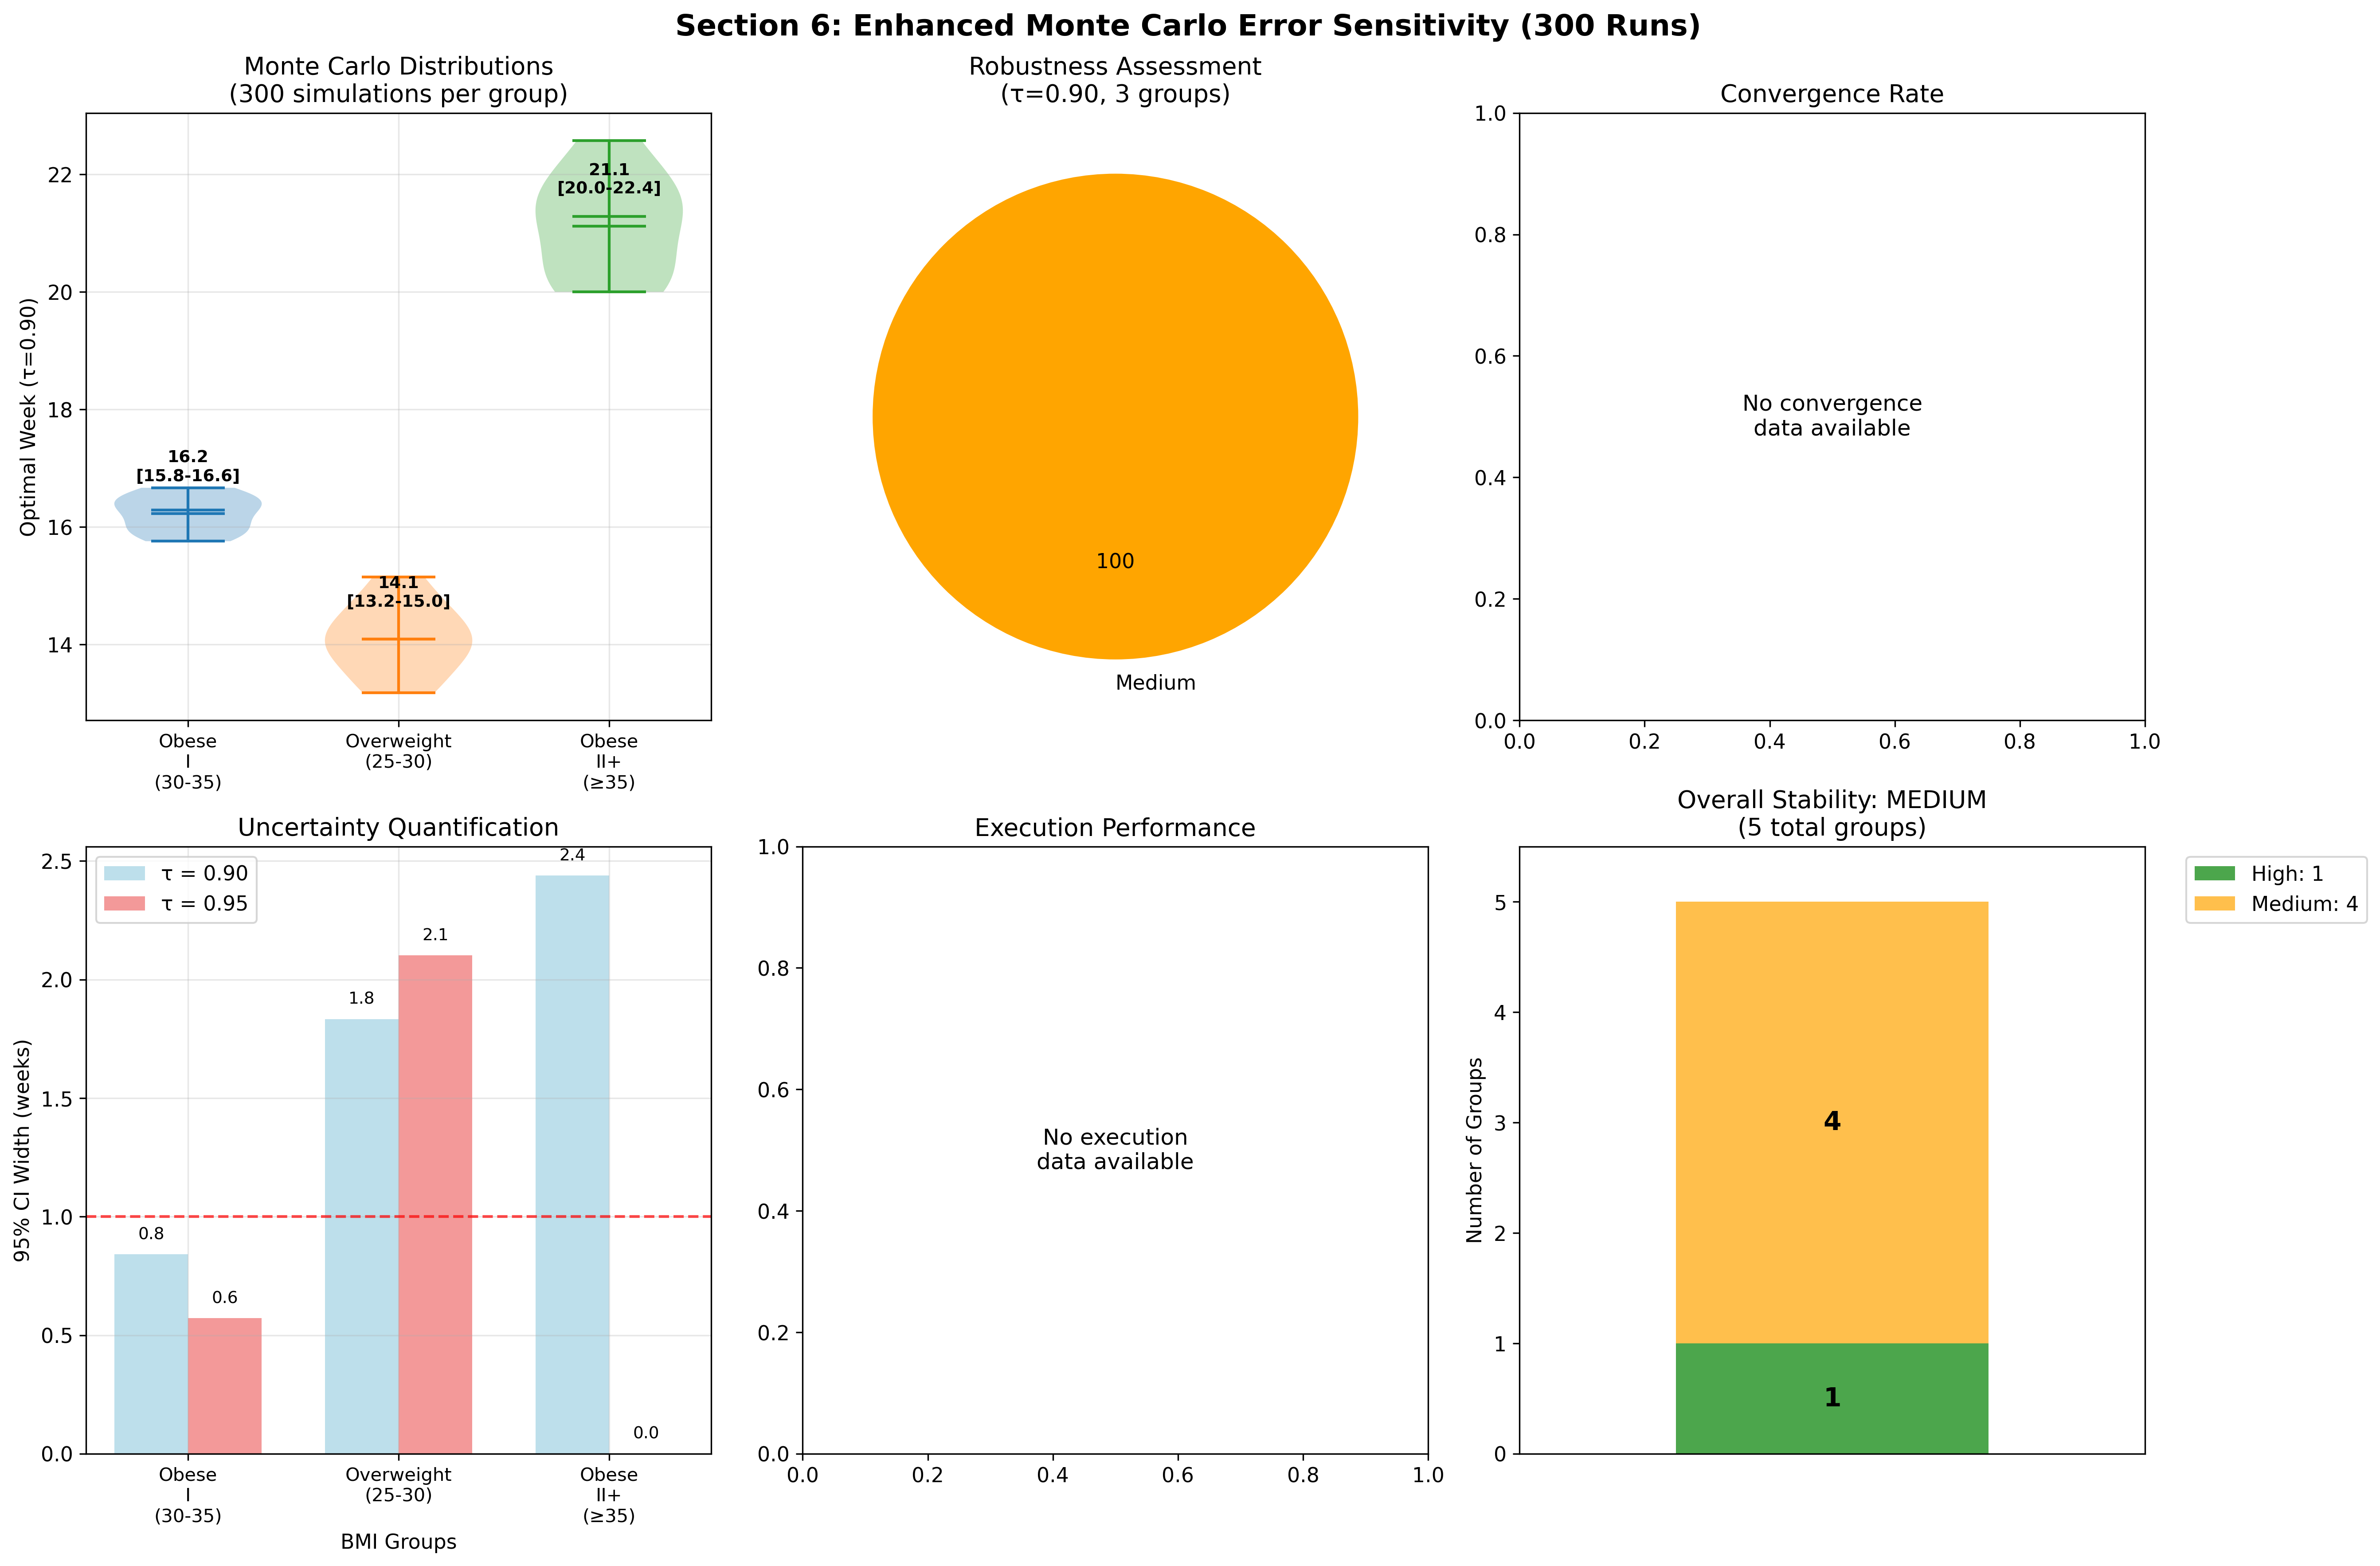 Section 6: Enhanced Monte Carlo Error Sensitivity (300 Runs)
Monte Carlo Distributions
(300 simulations per group)
Optimal Week (τ=0.90)
22
20
18
16
14
21.1
[20.0-22.4]
16.2
[15.8-16.6]
14.1
[13.2-15.0]
Obese
I
(30-35)
Overweight
(25-30)
Obese
II+
(≥35)
Robustness Assessment
(τ=0.90, 3 groups)
100
Medium
Convergence Rate
1.0
0.8
0.6
0.4
0.2
0.0
No convergence
data available
0.0 0.2 0.4 0.6 0.8 1.0
Uncertainty Quantification
95% CI Width (weeks)
2.5
2.0
1.5
1.0
0.5
0.0
τ = 0.90
τ = 0.95
0.8
0.6
1.8
2.1
2.4
0.0
Obese
I
(30-35)
Overweight
(25-30)
Obese
II+
(≥35)
BMI Groups
Execution Performance
1.0
0.8
0.6
0.4
0.2
0.0
No execution
data available
0.0 0.2 0.4 0.6 0.8 1.0
Overall Stability: MEDIUM
(5 total groups)
Number of Groups
5
4
3
2
1
0
4
1
High: 1
Medium: 4